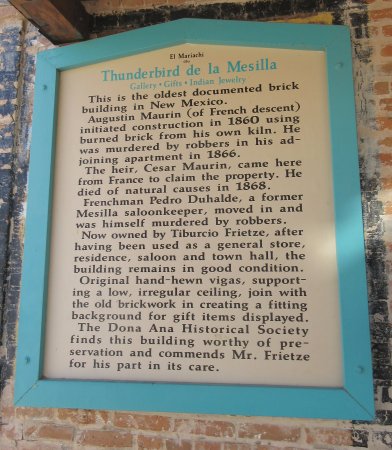 El Mariachi
dba
Thunderbird de la Mesilla
Gallery • Gifts • Indian Jewelry
This is the oldest documented brick
building in New Mexico.
Augustin Maurin (of French descent)
initiated construction in 1860 using
burned brick from his own kiln. He
was murdered by robbers in his ad-
joining apartment in 1866.
The heir, Cesar Maurin, came here
from France to claim the property. He
died of natural causes in 1868.
Frenchman Pedro Duhalde, a former
Mesilla saloonkeeper, moved in and
was himself murdered by robbers.
Now owned by Tiburcio Frietze, after
having been used as a general store,
residence, saloon and town hall, the
building remains in good condition.
Original hand-hewn vigas, support-
ing a low, irregular ceiling, join with
the old brickwork in creating a fitting
background for gift items displayed.
The Dona Ana Historical Society
finds this building worthy of pre-
servation and commends Mr. Frietze
for his part in its care.